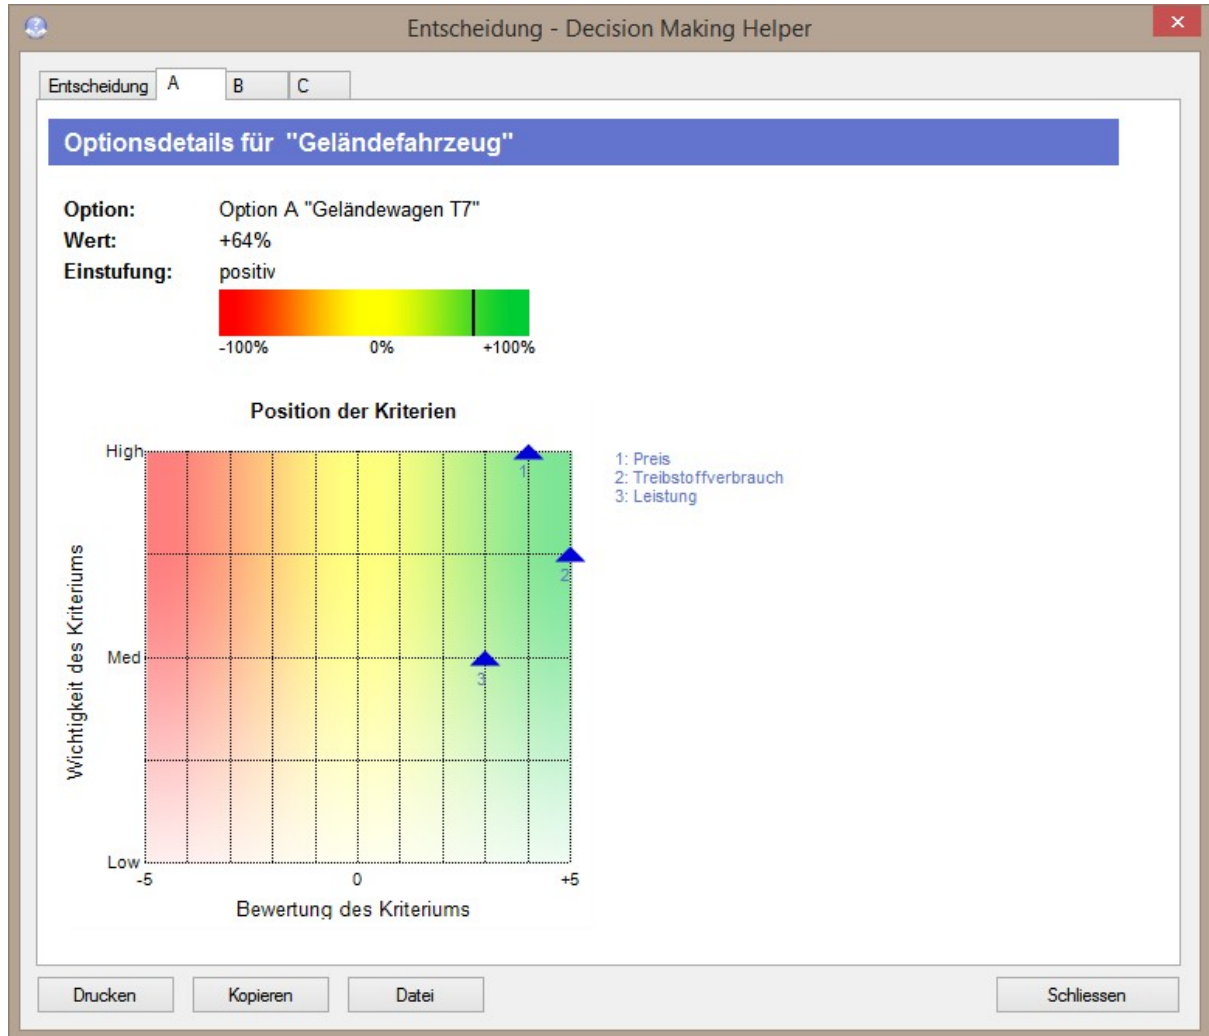 Entscheidung - Decision Making Helper
Entscheidung A B C
Optionsdetails für "Geländefahrzeug"
Option: Option A "Geländewagen T7"
Wert: +64%
Einstufung: positiv
-100% 0% +100%
Position der Kriterien
High
1
1: Preis
2: Treibstoffverbrauch
3: Leistung
2
Wichtigkeit des Kriteriums
Med
3
Low
-5 0 +5
Bewertung des Kriteriums
Drucken Kopieren Datei Schliessen